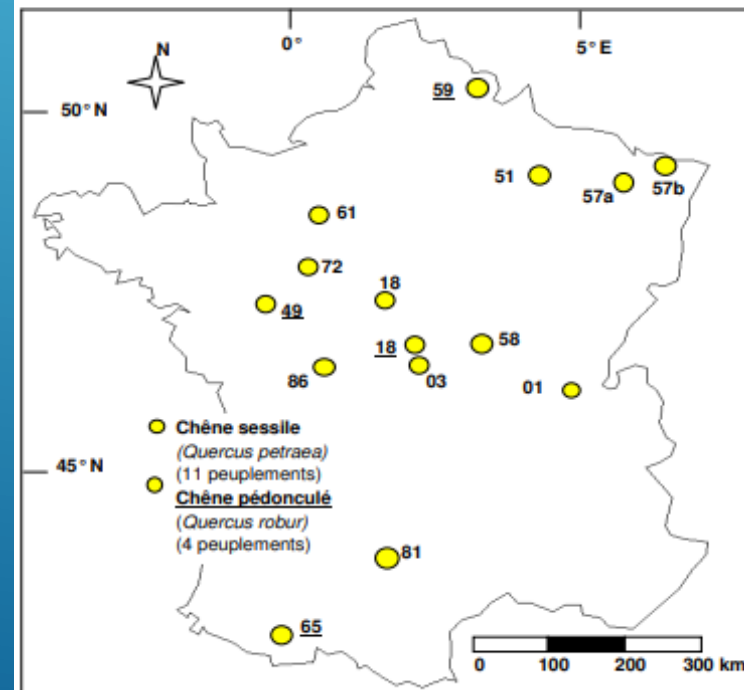 0°
5°E
N
59
50°N
51
57a
57b
61
72
18
49
18
58
86
03
01
Chêne sessile
(Quercus petraea)
(11 peuplements)
45°N
Chêne pédonculé
(Quercus robur)
(4 peuplements)
81
65
0 100 200 300 km